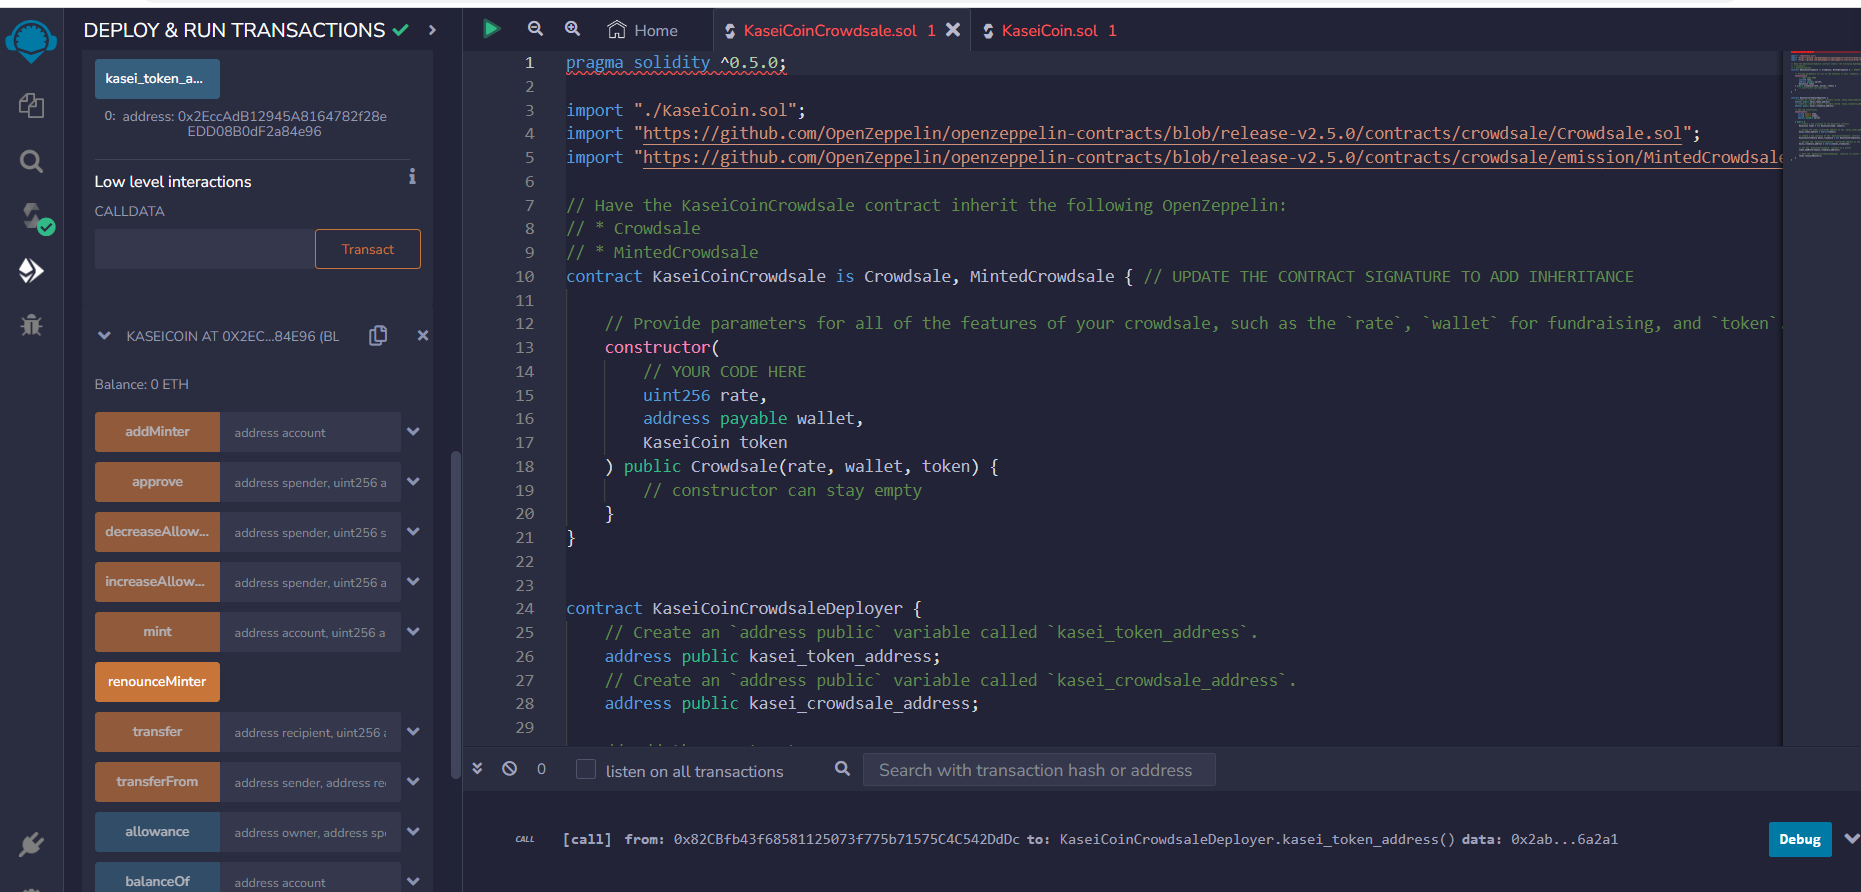 DEPLOY & RUN TRANSACTIONS
kasei_token_a...
0: address: 0x2EccAdB12945A8164782f28e
EDD08B0dF2a84e96
Low level interactions
CALLDATA
Transact
KASEICOIN AT 0X2EC...84E96 (BL
Balance: 0 ETH
addMinter address account
approve address spender, uint256 a
decreaseAllow... address spender, uint256 s
increaseAllow... address spender, uint256 a
mint address account, uint256 a
renounceMinter
transfer address recipient, uint256 a
transferFrom address sender, address re
allowance address owner, address sp
balanceOf address account
Home KaseiCoinCrowdsale.sol 1 KaseiCoin.sol 1
1 pragma solidity ^0.5.0;
2
3 import "./KaseiCoin.sol";
4 import "https://github.com/OpenZeppelin/openzeppelin-contracts/blob/release-v2.5.0/contracts/crowdsale/Crowdsale.sol";
5 import "https://github.com/OpenZeppelin/openzeppelin-contracts/blob/release-v2.5.0/contracts/crowdsale/emission/MintedCrowdsale
6
7 // Have the KaseiCoinCrowdsale contract inherit the following OpenZeppelin:
8 // * Crowdsale
9 // * MintedCrowdsale
10 contract KaseiCoinCrowdsale is Crowdsale, MintedCrowdsale { // UPDATE THE CONTRACT SIGNATURE TO ADD INHERITANCE
11
12 // Provide parameters for all of the features of your crowdsale, such as the `rate`, `wallet` for fundraising, and `token`.
13 constructor(
14 // YOUR CODE HERE
15 uint256 rate,
16 address payable wallet,
17 KaseiCoin token
18 ) public Crowdsale(rate, wallet, token) {
19 // constructor can stay empty
20 }
21 }
22
23
24 contract KaseiCoinCrowdsaleDeployer {
25 // Create an `address public` variable called `kasei_token_address`.
26 address public kasei_token_address;
27 // Create an `address public` variable called `kasei_crowdsale_address`.
28 address public kasei_crowdsale_address;
29
0 listen on all transactions Search with transaction hash or address
CALL [call] from: 0x82CBfb43f68581125073f775b71575C4C542DdDc to: KaseiCoinCrowdsaleDeployer.kasei_token_address() data: 0x2ab...6a2a1 Debug